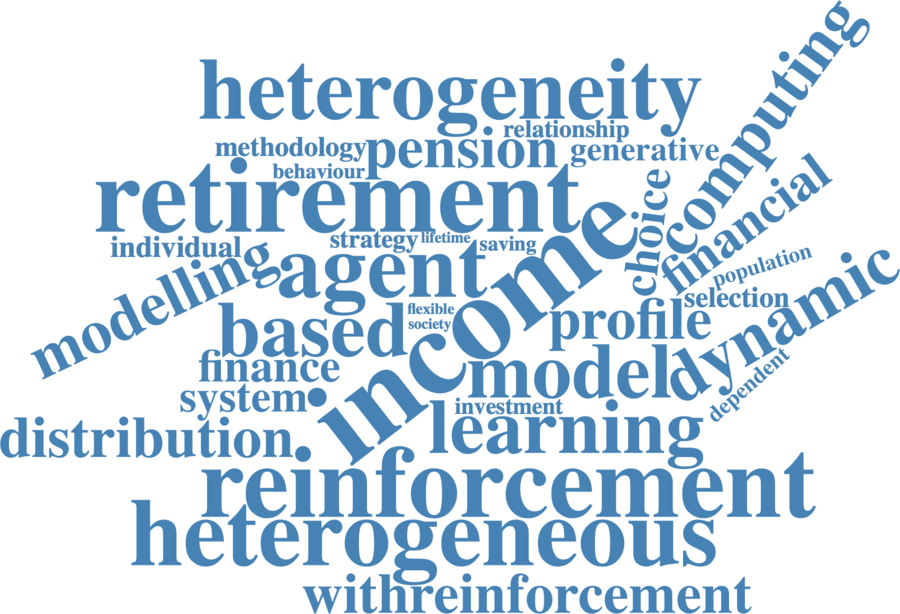 computing
heterogeneity
relationship
methodology
pension
generative
behaviour
retirement
choice
financial
individual
strategy
lifetime
saving
income
modelling
agent
population
selection
dynamic
based
flexible
society
profile
finance
model
dependent
system
investment
distribution
learning
reinforcement
heterogeneous
withreinforcement